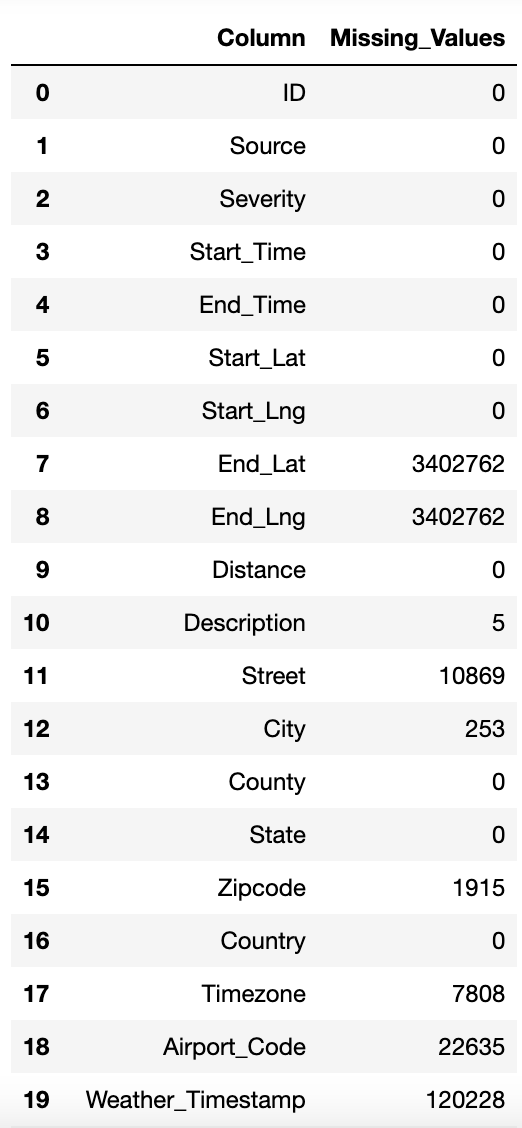 Column Missing_Values
0 ID 0
1 Source 0
2 Severity 0
3 Start_Time 0
4 End_Time 0
5 Start_Lat 0
6 Start_Lng 0
7 End_Lat 3402762
8 End_Lng 3402762
9 Distance 0
10 Description 5
11 Street 10869
12 City 253
13 County 0
14 State 0
15 Zipcode 1915
16 Country 0
17 Timezone 7808
18 Airport_Code 22635
19 Weather_Timestamp 120228